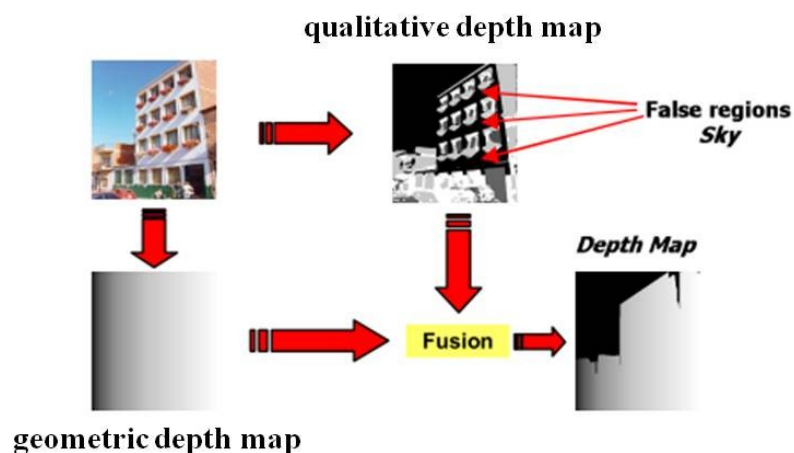 qualitative depth map
False regions
Sky
Depth Map
Fusion
geometric depth map